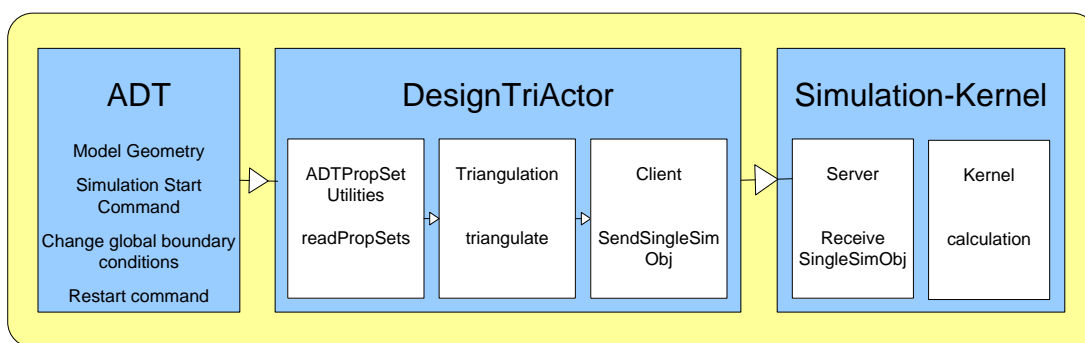 ADT
Model Geometry
Simulation Start
Command
Change global boundary
conditions
Restart command
DesignTriActor
ADTPropSet
Utilities
readPropSets
Triangulation
triangulate
Client
SendSingleSim
Obj
Simulation-Kernel
Server
Receive
SingleSimObj
Kernel
calculation